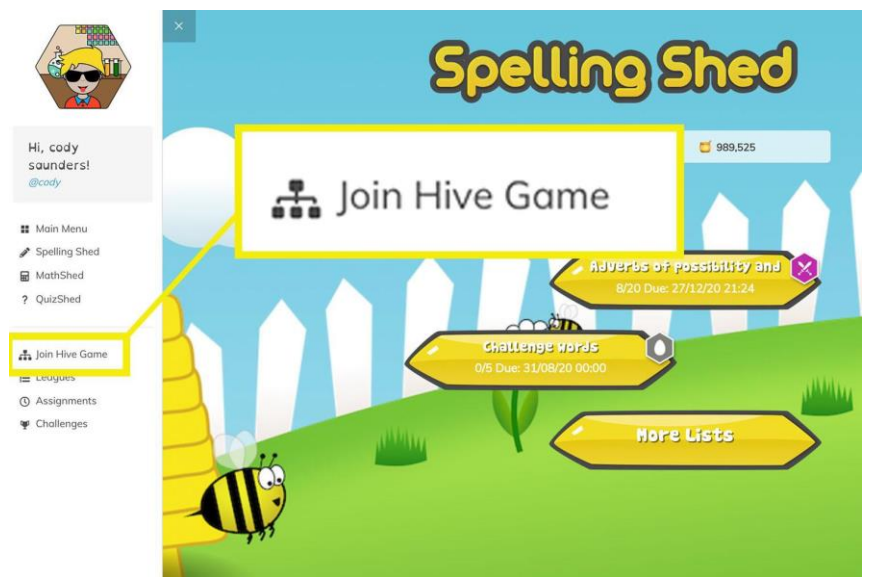 Hi, cody
saunders!
@cody
Main Menu
Spelling Shed
MathShed
? QuizShed
Join Hive Game
Leagues
Assignments
Challenges
×
Spelling Shed
989,525
Join Hive Game
Adverbs of possibility and
8/20 Due: 27/12/20 21:24
Challenge words
0/5 Due: 31/08/20 00:00
More Lists